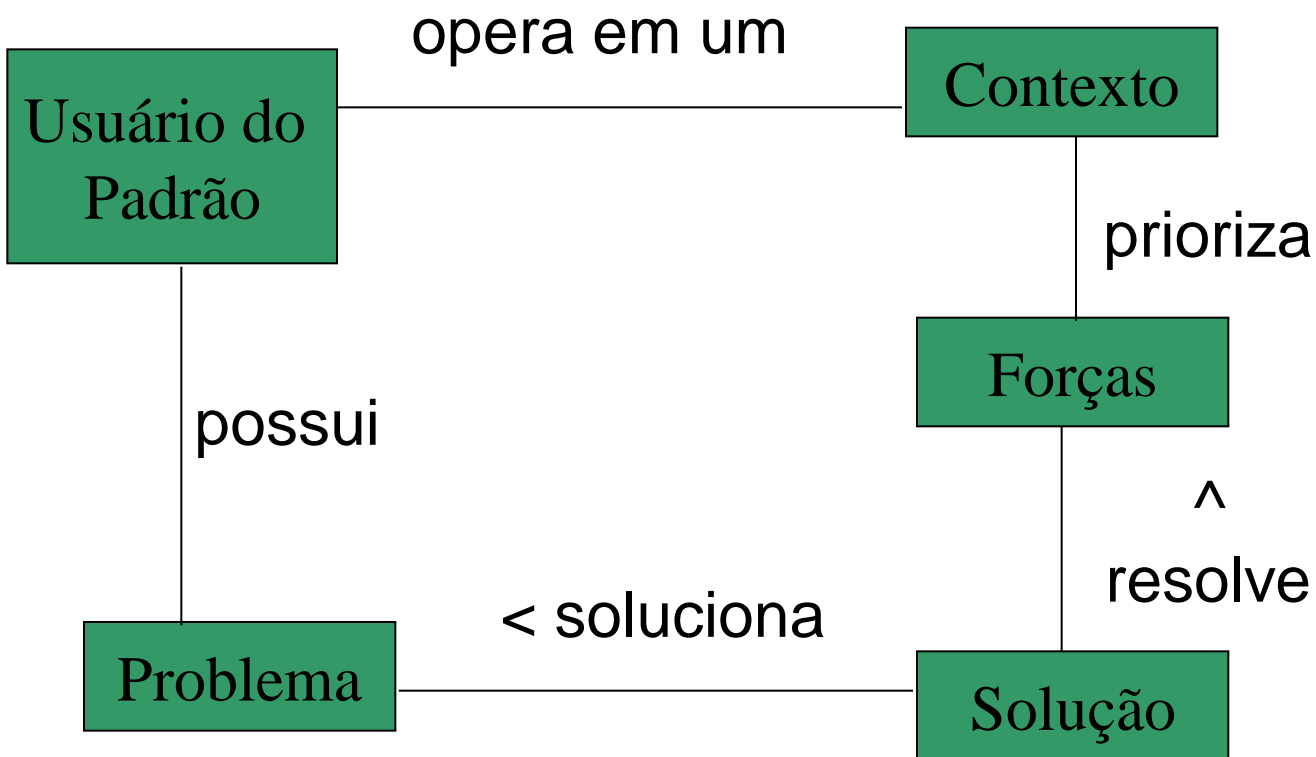 opera em um
Usuário do
Padrão
Contexto
prioriza
Forças
possui
^
resolve
< soluciona
Problema
Solução